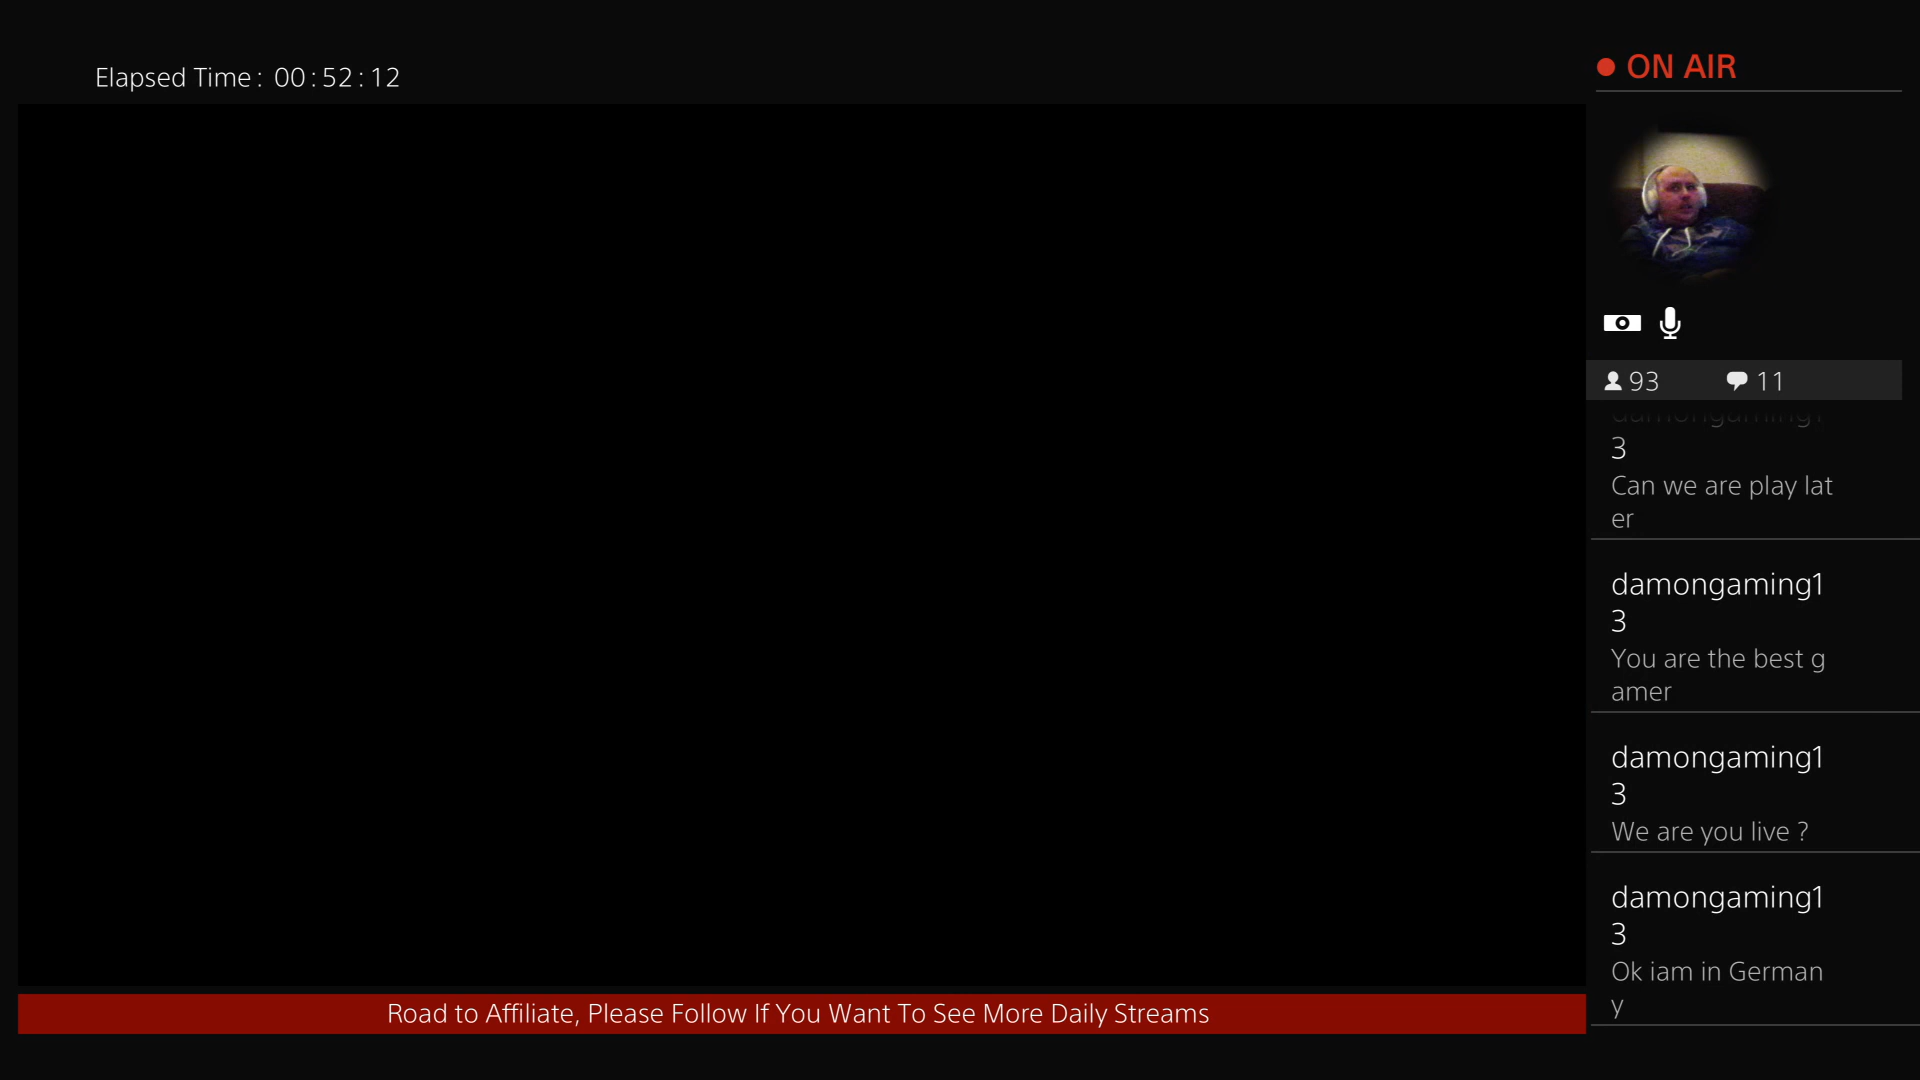 Elapsed Time: 00:52:12
ON AIR
93 11
3
Can we are play lat
er
damongaming1
3
You are the best g
amer
damongaming1
3
We are you live ?
damongaming1
3
Ok iam in German
y
Road to Affiliate, Please Follow If You Want To See More Daily Streams